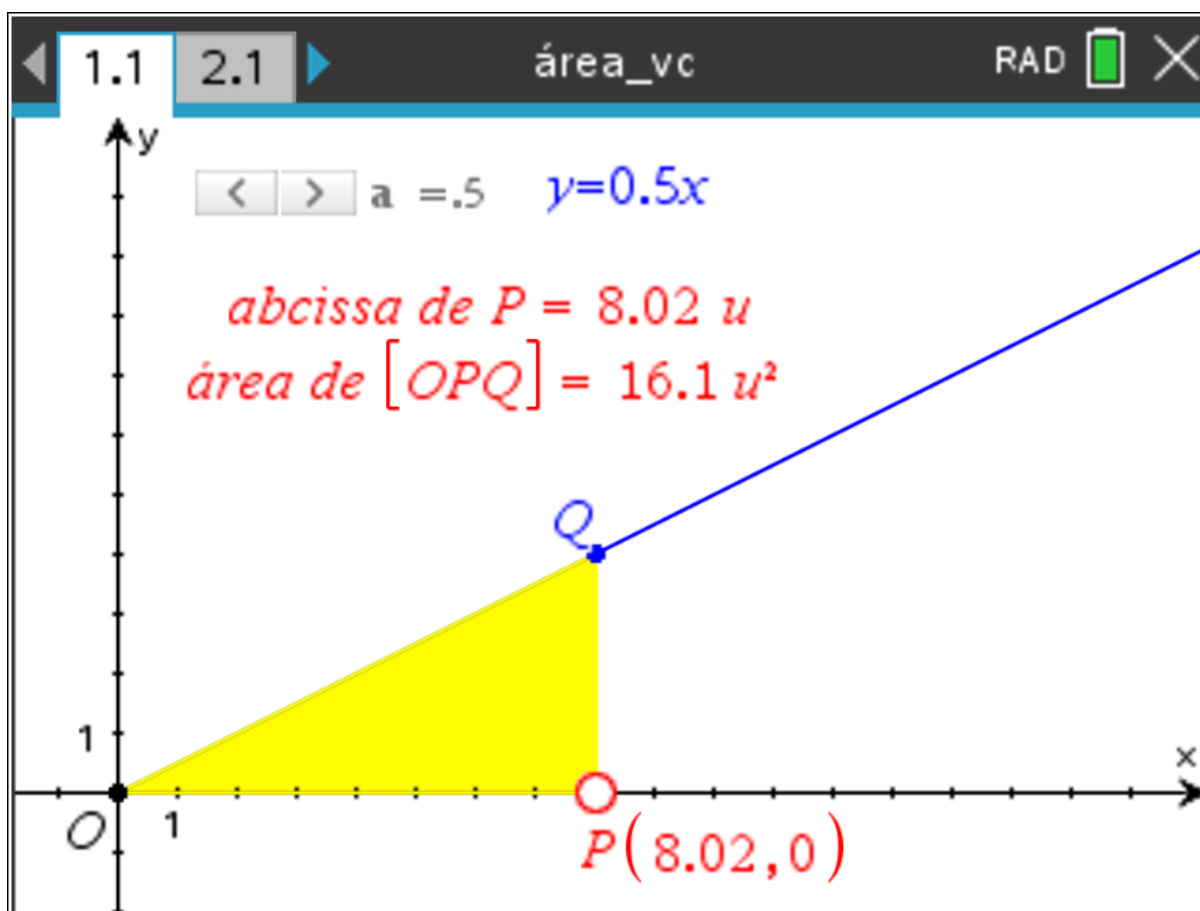 1.1 2.1 área_vc RAD
y
< > a =.5 y=0.5x
abcissa de P = 8.02 u
área de [OPQ] = 16.1 u²
Q
1
x
O 1
P(8.02,0)